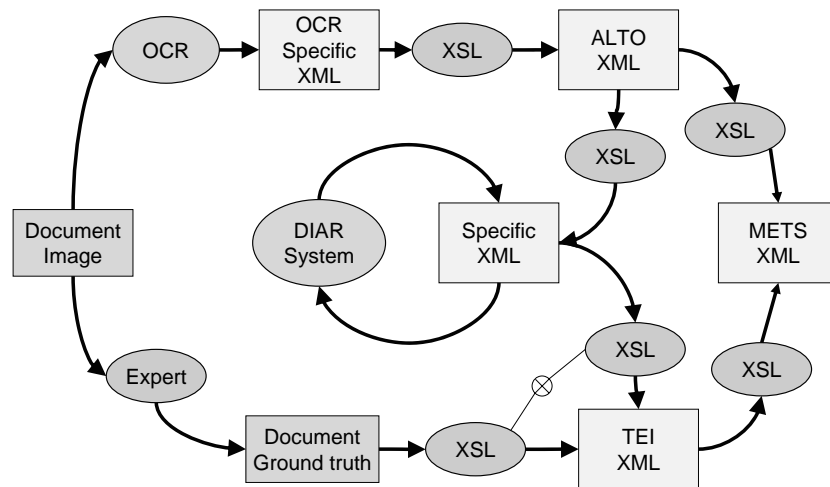 OCR
OCR
Specific
XML
XSL
ALTO
XML
XSL
XSL
Document
Image
DIAR
System
Specific
XML
METS
XML
Expert
XSL
XSL
Document
Ground truth
XSL
TEI
XML